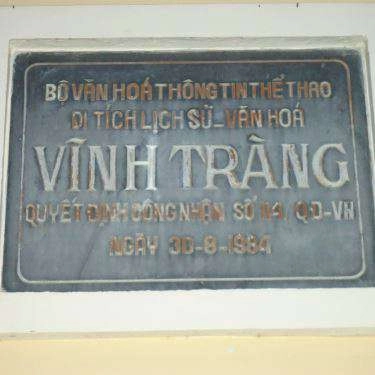 BỘ VĂN HOÁ THÔNG TIN THỂ THAO
DI TÍCH LỊCH SỬ_VĂN HOÁ
VĨNH TRÀNG
QUYẾT ĐỊNH CÔNG NHẬN SỐ 114, QĐ-VH
NGÀY 30-8-1984